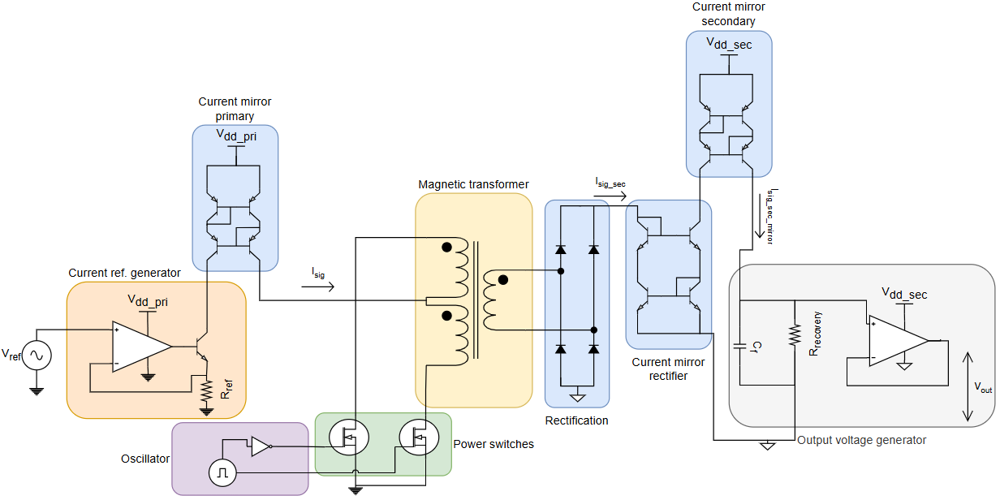 Current mirror
secondary
Vdd_sec
Current mirror
primary
Vdd_pri
Magnetic transformer
Isig_sec
Isig_sec_mirror
Current ref. generator
Isig
Vdd_pri
+
-
Vref
Rref
Vdd_sec
+
-
Cf
Rrecovery
Vout
Current mirror
rectifier
Rectification
Output voltage generator
Power switches
Oscillator